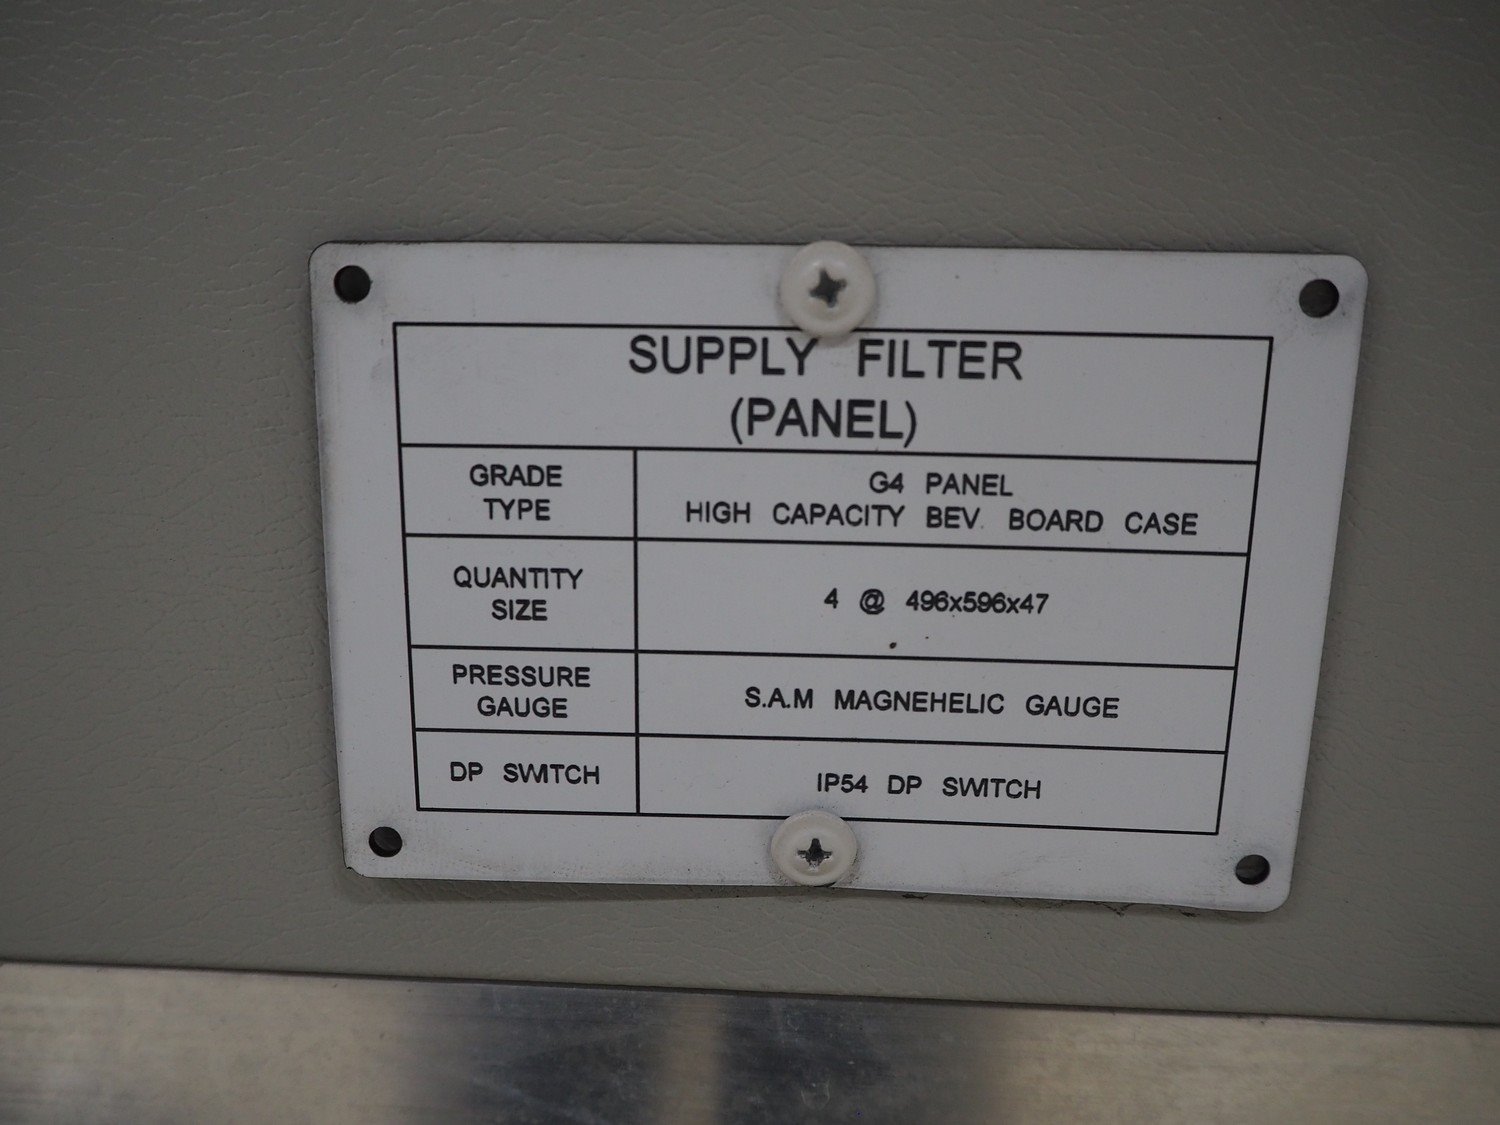 SUPPLY FILTER
(PANEL)
GRADE
TYPE
G4 PANEL
HIGH CAPACITY BEV. BOARD CASE
QUANTITY
SIZE
4 @ 496x596x47
PRESSURE
GAUGE
S.A.M MAGNEHELIC GAUGE
DP SWITCH
IP54 DP SWITCH